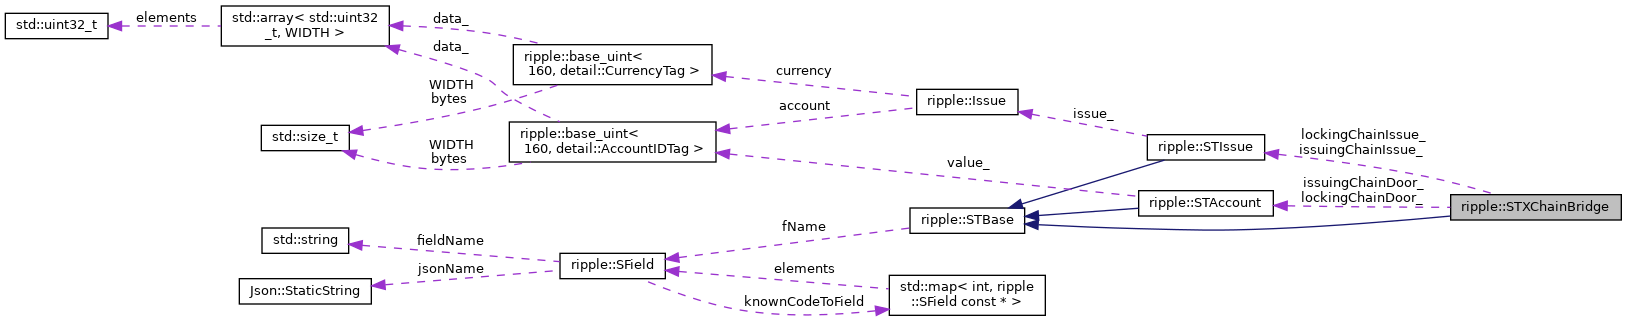 std::uint32_t
elements
std::array< std::uint32
_t, WIDTH >
data_
data_
WIDTH
bytes
std::size_t
WIDTH
bytes
ripple::base_uint<
160, detail::CurrencyTag >
ripple::base_uint<
160, detail::AccountIDTag >
currency
account
ripple::Issue
issue_
value_
ripple::STIssue
lockingChainIssue_
issuingChainIssue_
issuingChainDoor_
lockingChainDoor_
ripple::STAccount
ripple::STXChainBridge
ripple::STBase
fName
std::string
fieldName
jsonName
Json::StaticString
ripple::SField
elements
knownCodeToField
std::map< int, ripple
::SField const * >